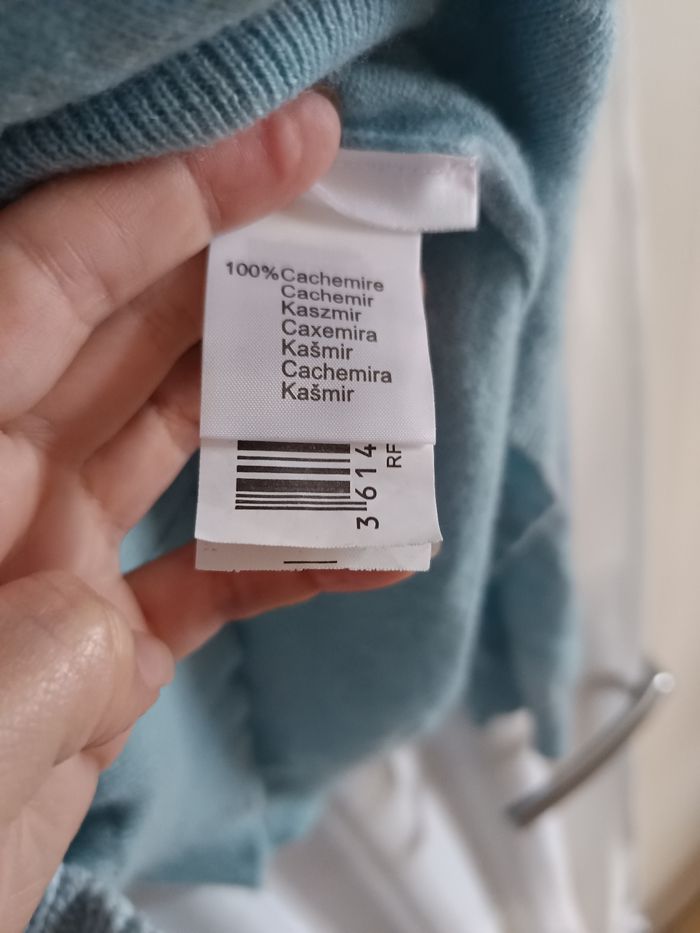 100% Cachemire
Cachemir
Kaszmir
Caxemira
Kašmir
Cachemira
Kašmir
3 614
RF